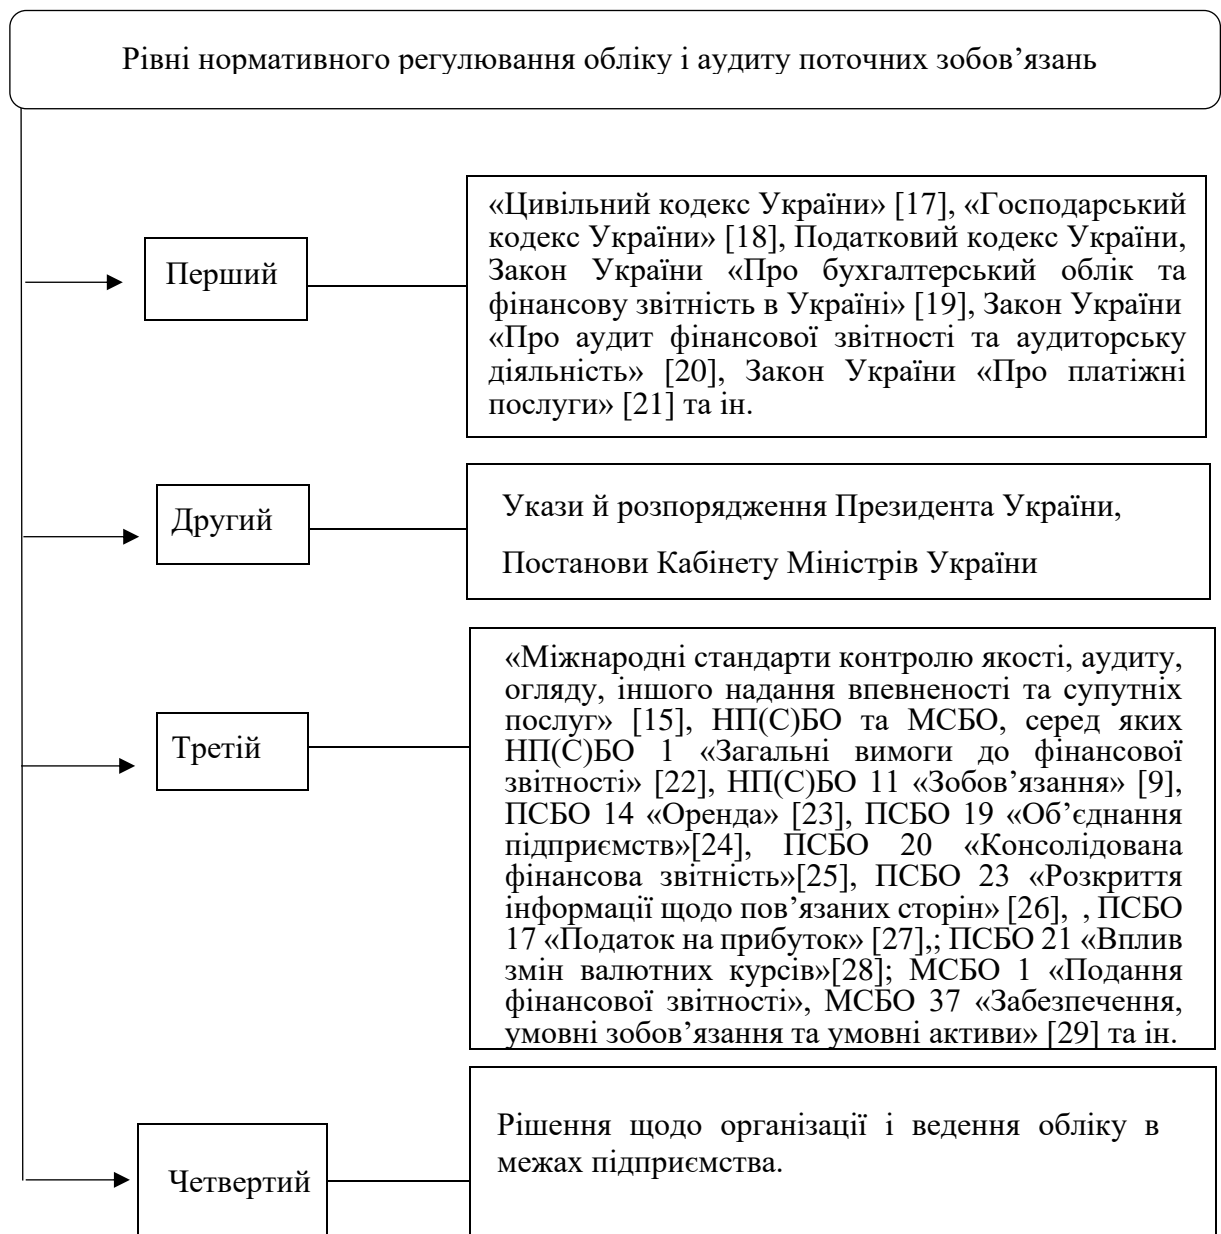 Рівні нормативного регулювання обліку і аудиту поточних зобов’язань
Перший
«Цивільний кодекс України» [17], «Господарський
кодекс України» [18], Податковий кодекс України,
Закон України «Про бухгалтерський облік та
фінансову звітність в Україні» [19], Закон України
«Про аудит фінансової звітності та аудиторську
діяльність» [20], Закон України «Про платіжні
послуги» [21] та ін.
Другий
Укази й розпорядження Президента України,
Постанови Кабінету Міністрів України
Третій
«Міжнародні стандарти контролю якості, аудиту,
огляду, іншого надання впевненості та супутніх
послуг» [15], НП(С)БО та МСБО, серед яких
НП(С)БО 1 «Загальні вимоги до фінансової
звітності» [22], НП(С)БО 11 «Зобов’язання» [9],
ПСБО 14 «Оренда» [23], ПСБО 19 «Об’єднання
підприємств»[24], ПСБО 20 «Консолідована
фінансова звітність»[25], ПСБО 23 «Розкриття
інформації щодо пов’язаних сторін» [26], , ПСБО
17 «Податок на прибуток» [27],; ПСБО 21 «Вплив
змін валютних курсів»[28]; МСБО 1 «Подання
фінансової звітності», МСБО 37 «Забезпечення,
умовні зобов’язання та умовні активи» [29] та ін.
Четвертий
Рішення щодо організації і ведення обліку в
межах підприємства.